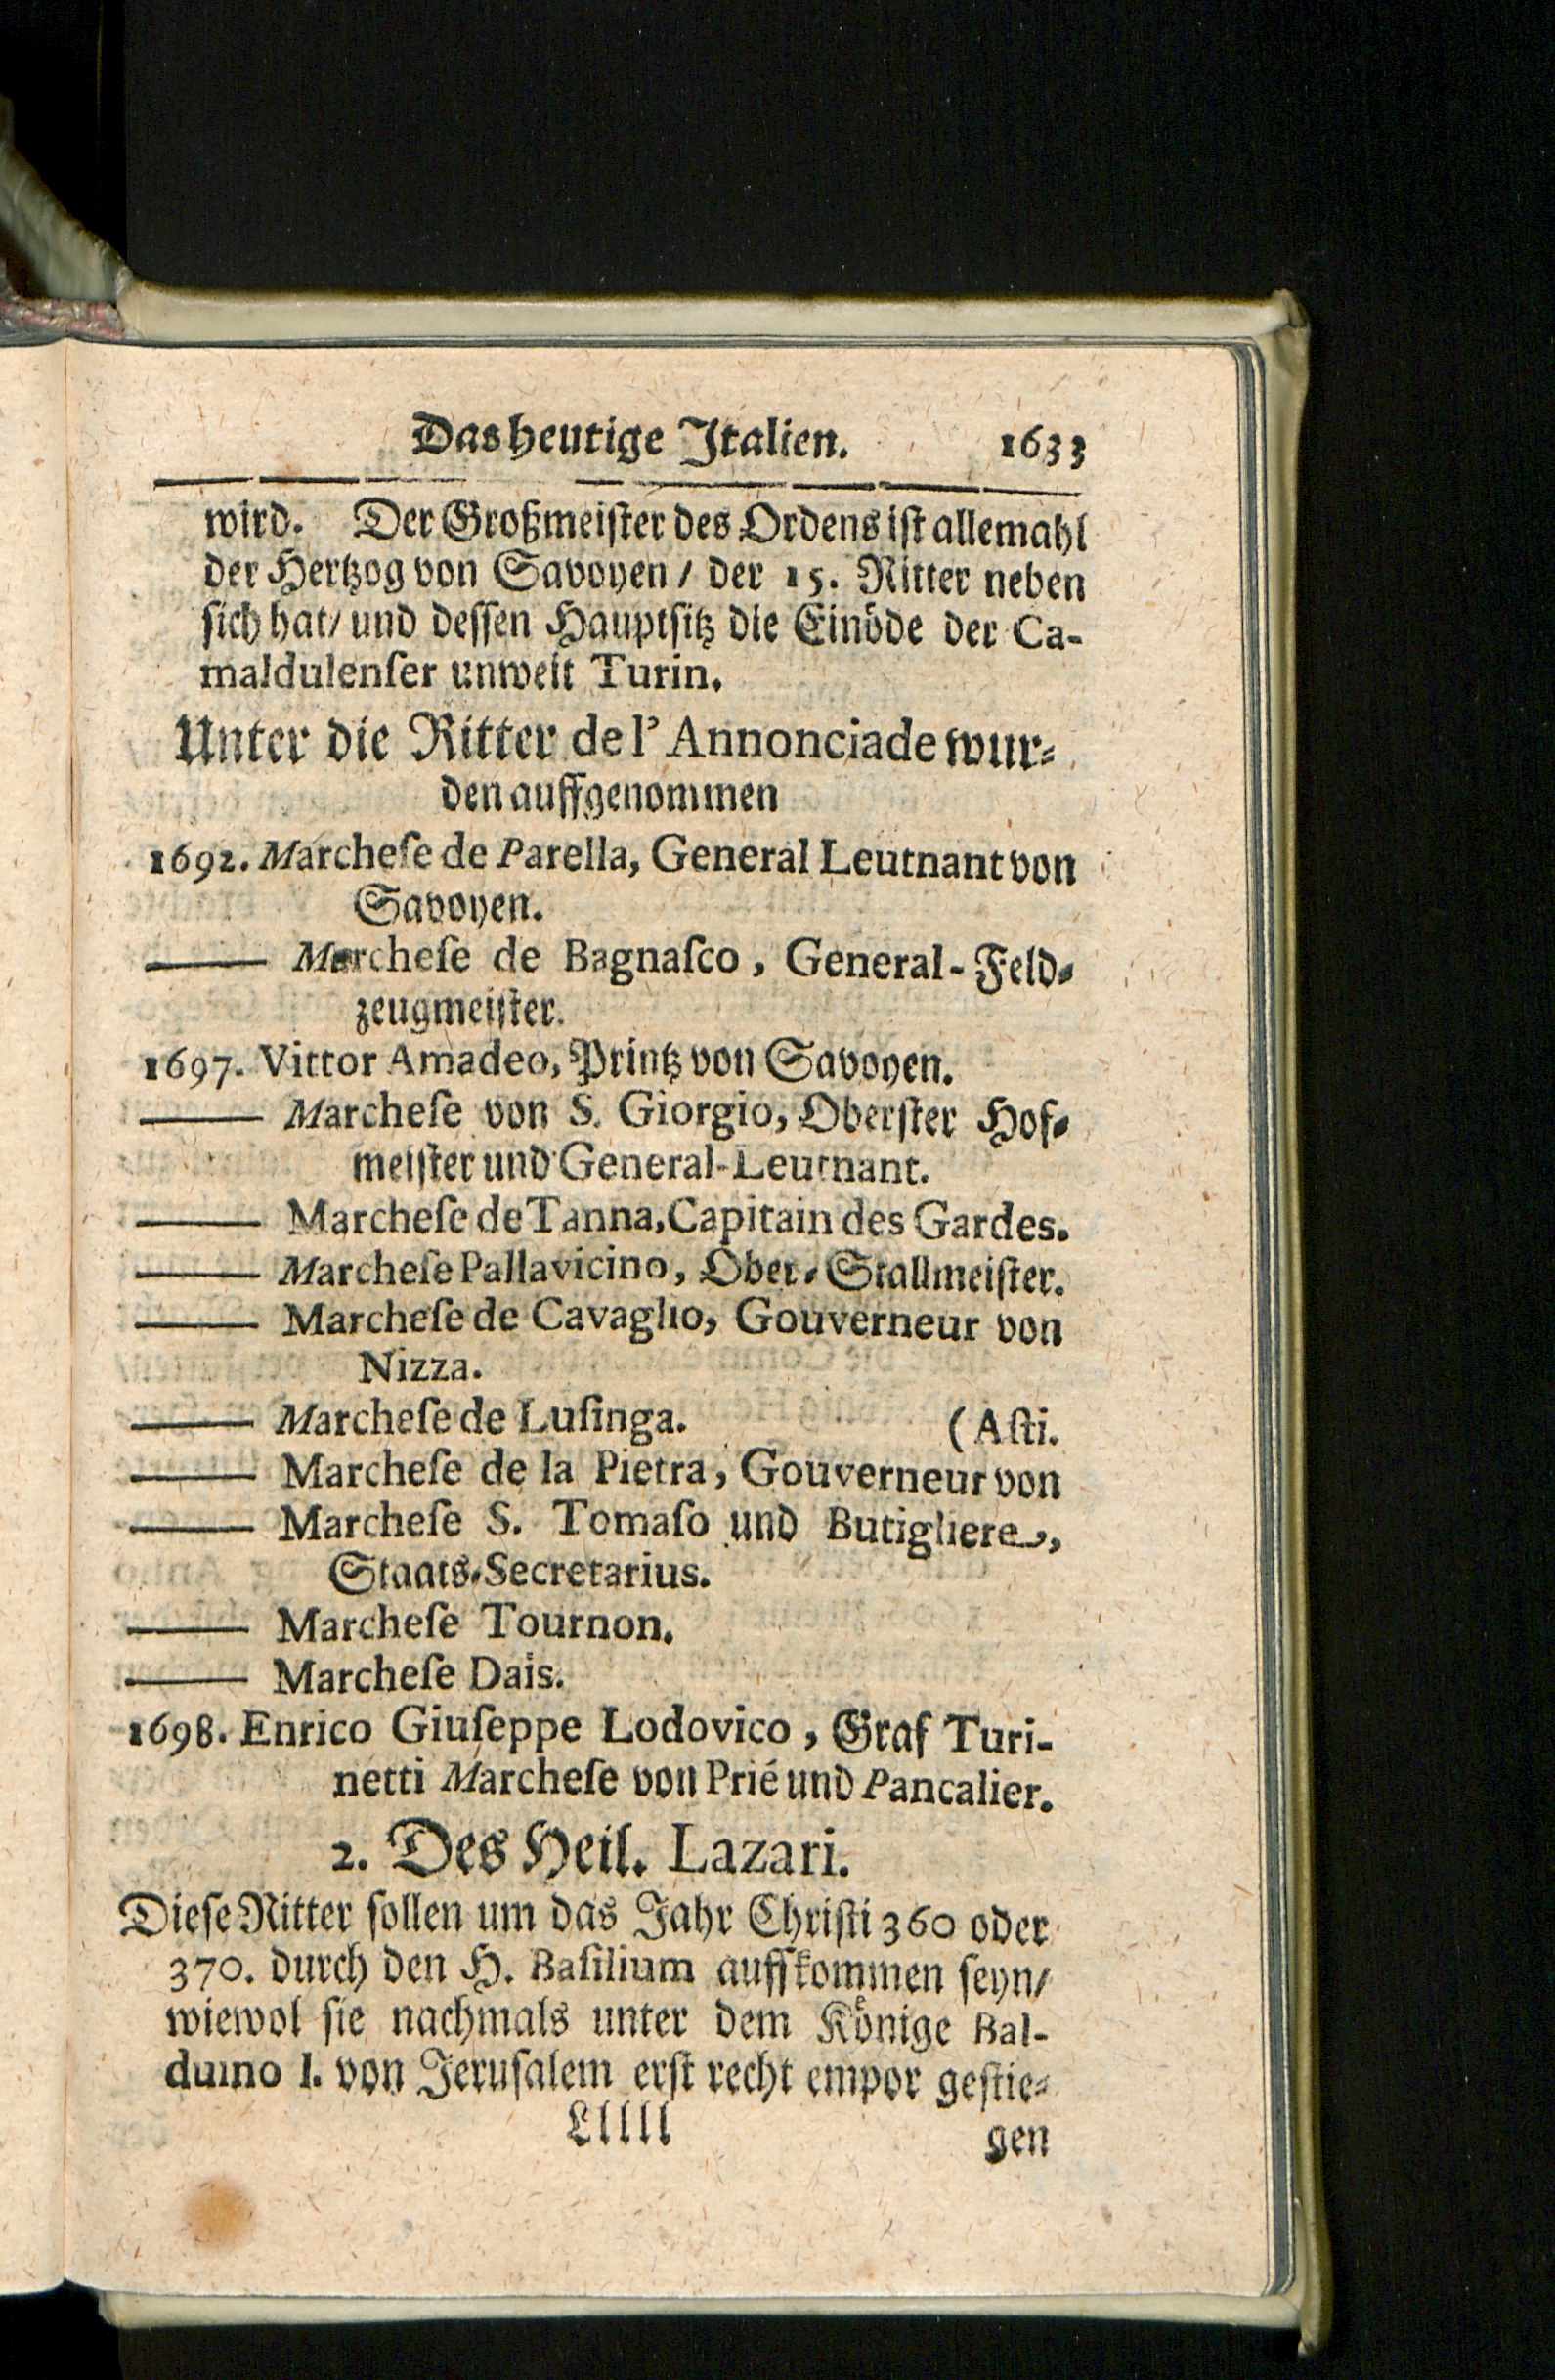 Das heutige Italien. 1633
wird. Der Großmeiſter des Ordens iſt allemahl
der Hertzog von Savoyen / der 15. Ritter neben
ſich hat / und deſſen Hauptſitz die Einoͤde der Ca-
maldulenſer unweit Turin.
Unter die Ritter de l' Annonciade wur-
den auffgenommen
1692. Marcheſe de Parella, General Leutnant von
Savoyen.
—— Marcheſe de Bagnaſco, General-Feld-
zeugmeiſter.
1697. Vittor Amadeo, Printz von Savoyen.
—— Marcheſe von S. Giorgio, Oberſter Hof-
meiſter und General-Leutnant.
—— Marcheſe de Tanna, Capitain des Gardes.
—— Marcheſe Pallavicino, Ober-Stallmeiſter.
—— Marcheſe de Cavaglio, Gouverneur von
Nizza.
—— Marcheſe de Luſinga. (Aſti.
—— Marcheſe de la Pietra, Gouverneur von
—— Marcheſe S. Tomaſo und Butigliere,
Staats-Secretarius.
—— Marcheſe Tournon.
—— Marcheſe Dais.
1698. Enrico Giuſeppe Lodovico, Graf Turi-
netti Marcheſe von Prié und Pancalier.
2. Des Heil. Lazari.
Dieſe Ritter ſollen um das Jahr Chriſti 360 oder
370. durch den H. Baſilium auffkommen ſeyn /
wiewol ſie nachmals unter dem Koͤnige Bal-
duino I. von Jeruſalem erſt recht empor geſtie-
Lllll gen